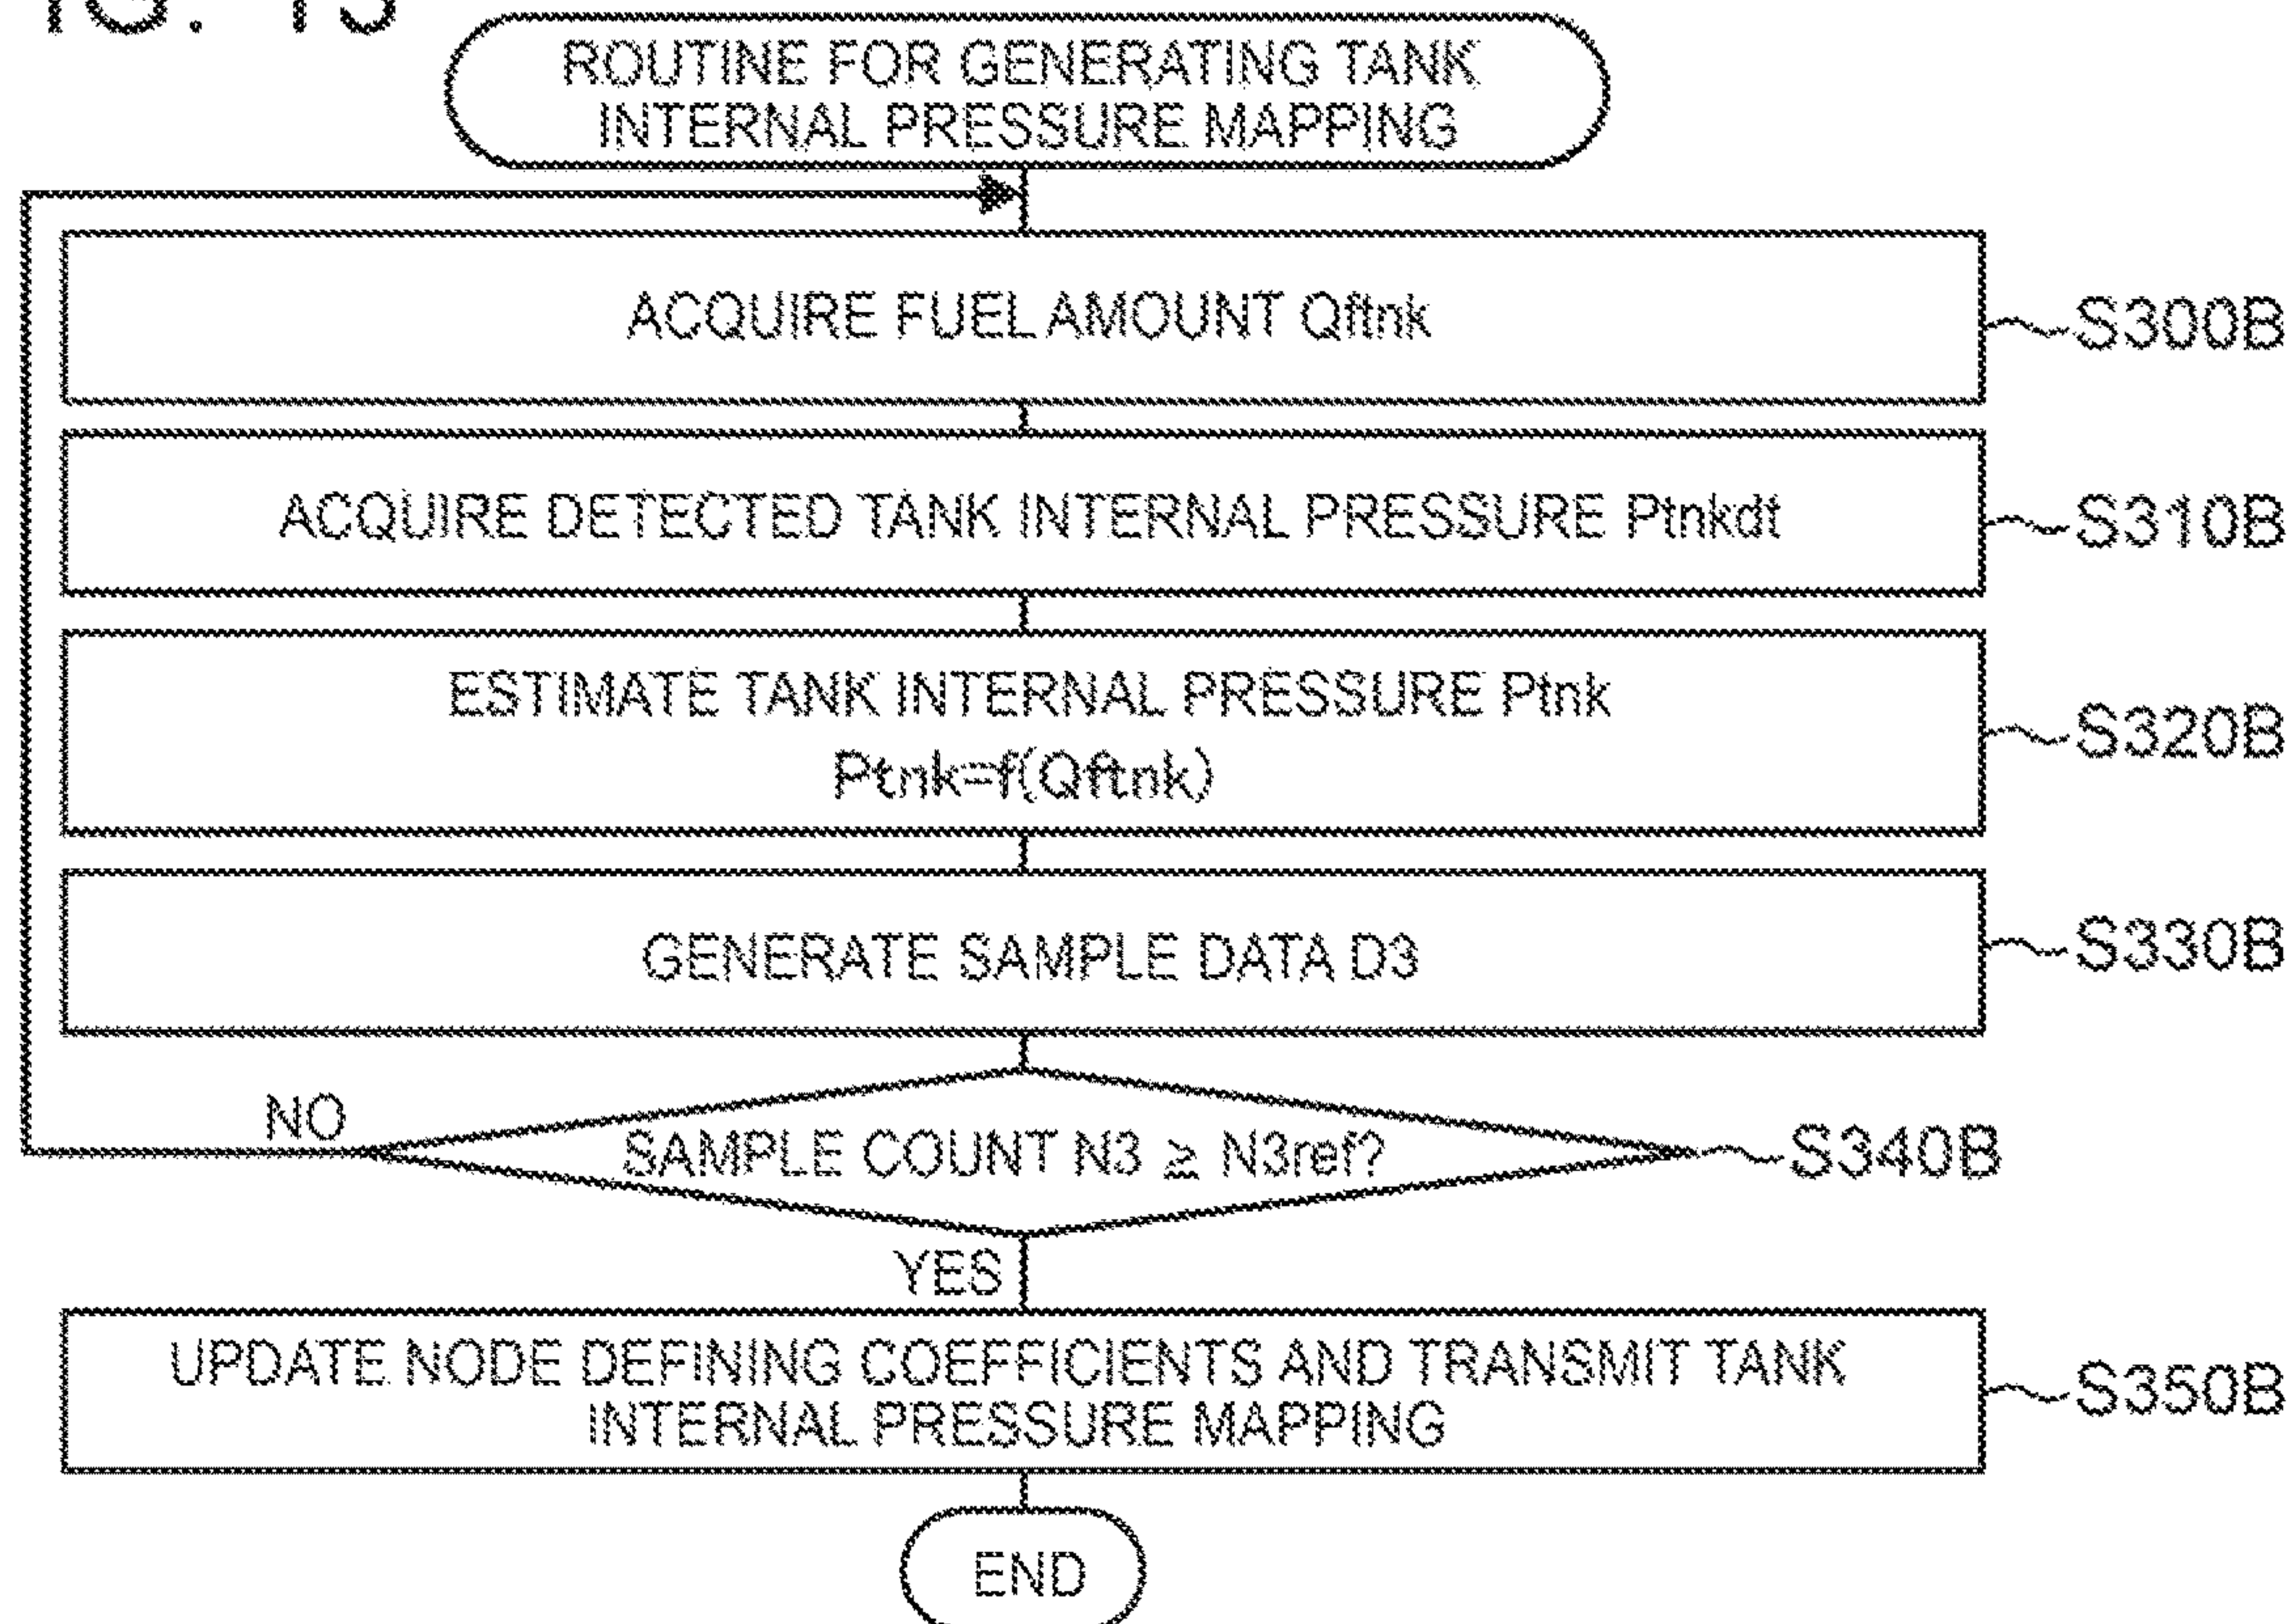 IG. 15
ROUTINE FOR GENERATING TANK
INTERNAL PRESSURE MAPPING
ACQUIRE FUEL AMOUNT Qftnk
S300B
ACQUIRE DETECTED TANK INTERNAL PRESSURE Ptnkdt
S310B
ESTIMATE TANK INTERNAL PRESSURE Ptnk
Ptnk=f(Qftnk)
S320B
GENERATE SAMPLE DATA D3
S330B
NO
SAMPLE COUNT N3 ≧ N3ref?
S340B
YES
UPDATE NODE DEFINING COEFFICIENTS AND TRANSMIT TANK
INTERNAL PRESSURE MAPPING
S350B
END